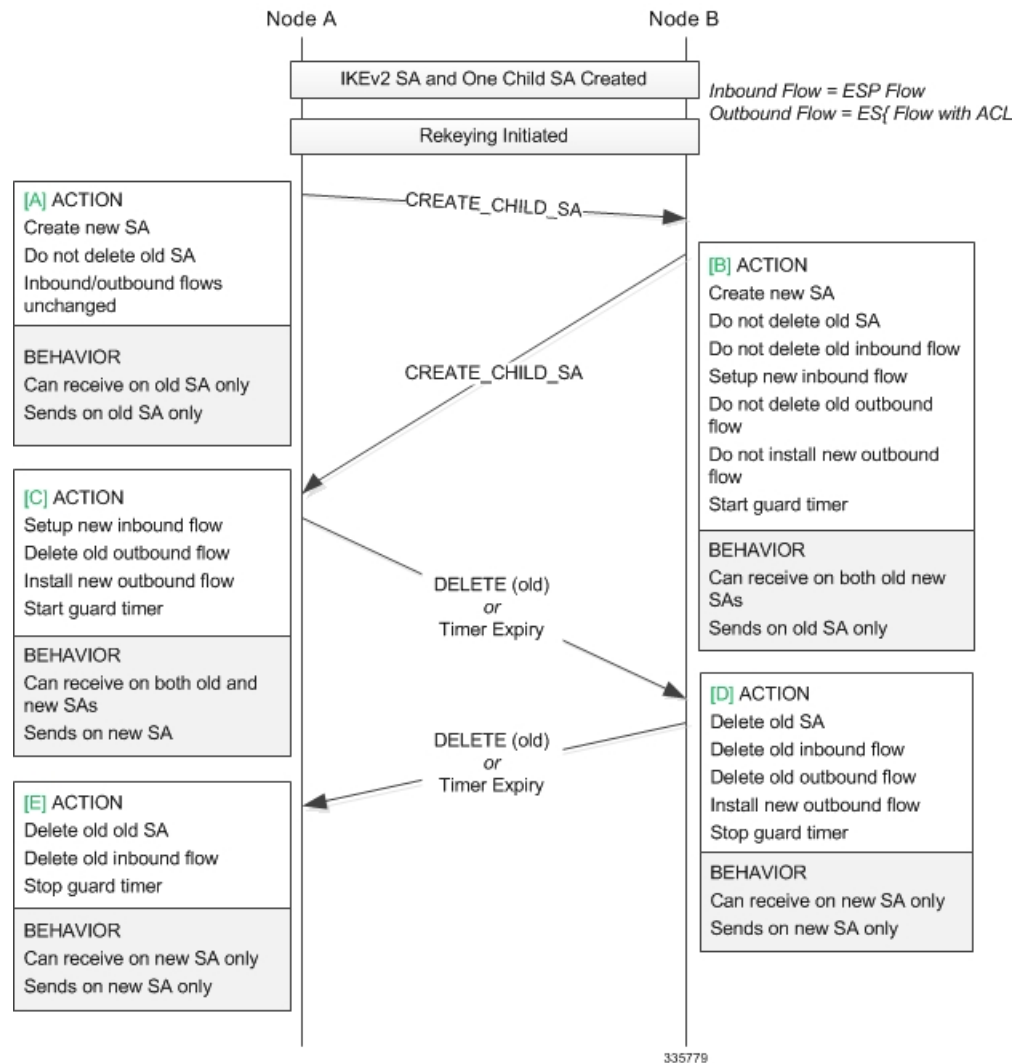 Node A
Node B
IKEv2 SA and One Child SA Created
Inbound Flow = ESP Flow
Outbound Flow = ES{ Flow with ACL
Rekeying Initiated
[A] ACTION
Create new SA
Do not delete old SA
Inbound/outbound flows
unchanged
BEHAVIOR
Can receive on old SA only
Sends on old SA only
CREATE_CHILD_SA
[B] ACTION
Create new SA
Do not delete old SA
Do not delete old inbound flow
Setup new inbound flow
Do not delete old outbound
flow
Do not install new outbound
flow
Start guard timer
BEHAVIOR
Can receive on both old new
SAs
Sends on old SA only
CREATE_CHILD_SA
[C] ACTION
Setup new inbound flow
Delete old outbound flow
Install new outbound flow
Start guard timer
BEHAVIOR
Can receive on both old and
new SAs
Sends on new SA
DELETE (old)
or
Timer Expiry
[D] ACTION
Delete old SA
Delete old inbound flow
Delete old outbound flow
Install new outbound flow
Stop guard timer
BEHAVIOR
Can receive on new SA only
Sends on new SA only
DELETE (old)
or
Timer Expiry
[E] ACTION
Delete old old SA
Delete old inbound flow
Stop guard timer
BEHAVIOR
Can receive on new SA only
Sends on new SA only
335779